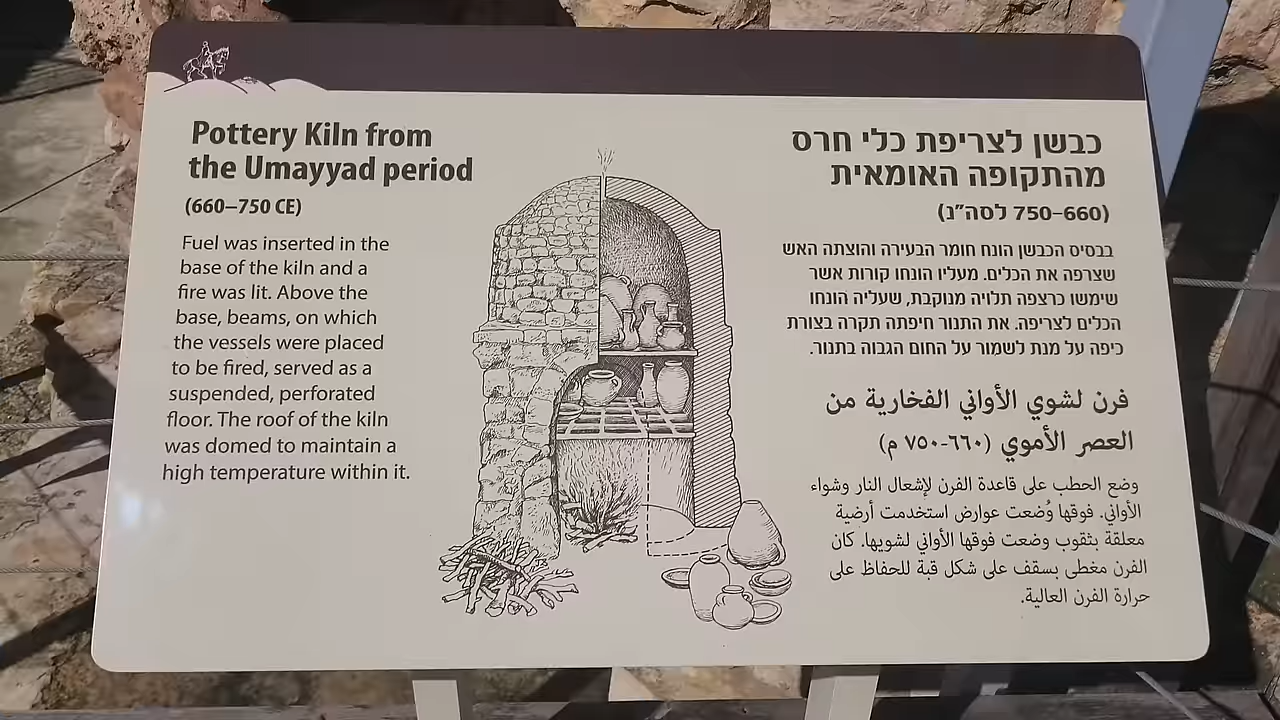 Pottery Kiln from
the Umayyad period
(660–750 CE)
Fuel was inserted in the
base of the kiln and a
fire was lit. Above the
base, beams, on which
the vessels were placed
to be fired, served as a
suspended, perforated
floor. The roof of the kiln
was domed to maintain a
high temperature within it.
כבשן לצריפת כלי חרס
מהתקופה האומאית
(660–750 לסה"נ)
בבסיס הכבשן הונח חומר הבעירה והוצתה האש
שצרפה את הכלים. מעליו הונחו קורות אשר
שימשו כרצפה תלויה מנוקבת, שעליה הונחו
הכלים לצריפה. את התנור חיפתה תקרה בצורת
כיפה על מנת לשמור על החום הגבוה בתנור.
فرن لشوي الأواني الفخارية من
العصر الأموي (٦٦٠-٧٥٠ م)
وضع الحطب على قاعدة الفرن لإشعال النار وشواء
الأواني. فوقها وُضعت عوارض استخدمت أرضية
معلقة بثقوب وضعت فوقها الأواني لشويها. كان
الفرن مغطى بسقف على شكل قبة للحفاظ على
حرارة الفرن العالية.